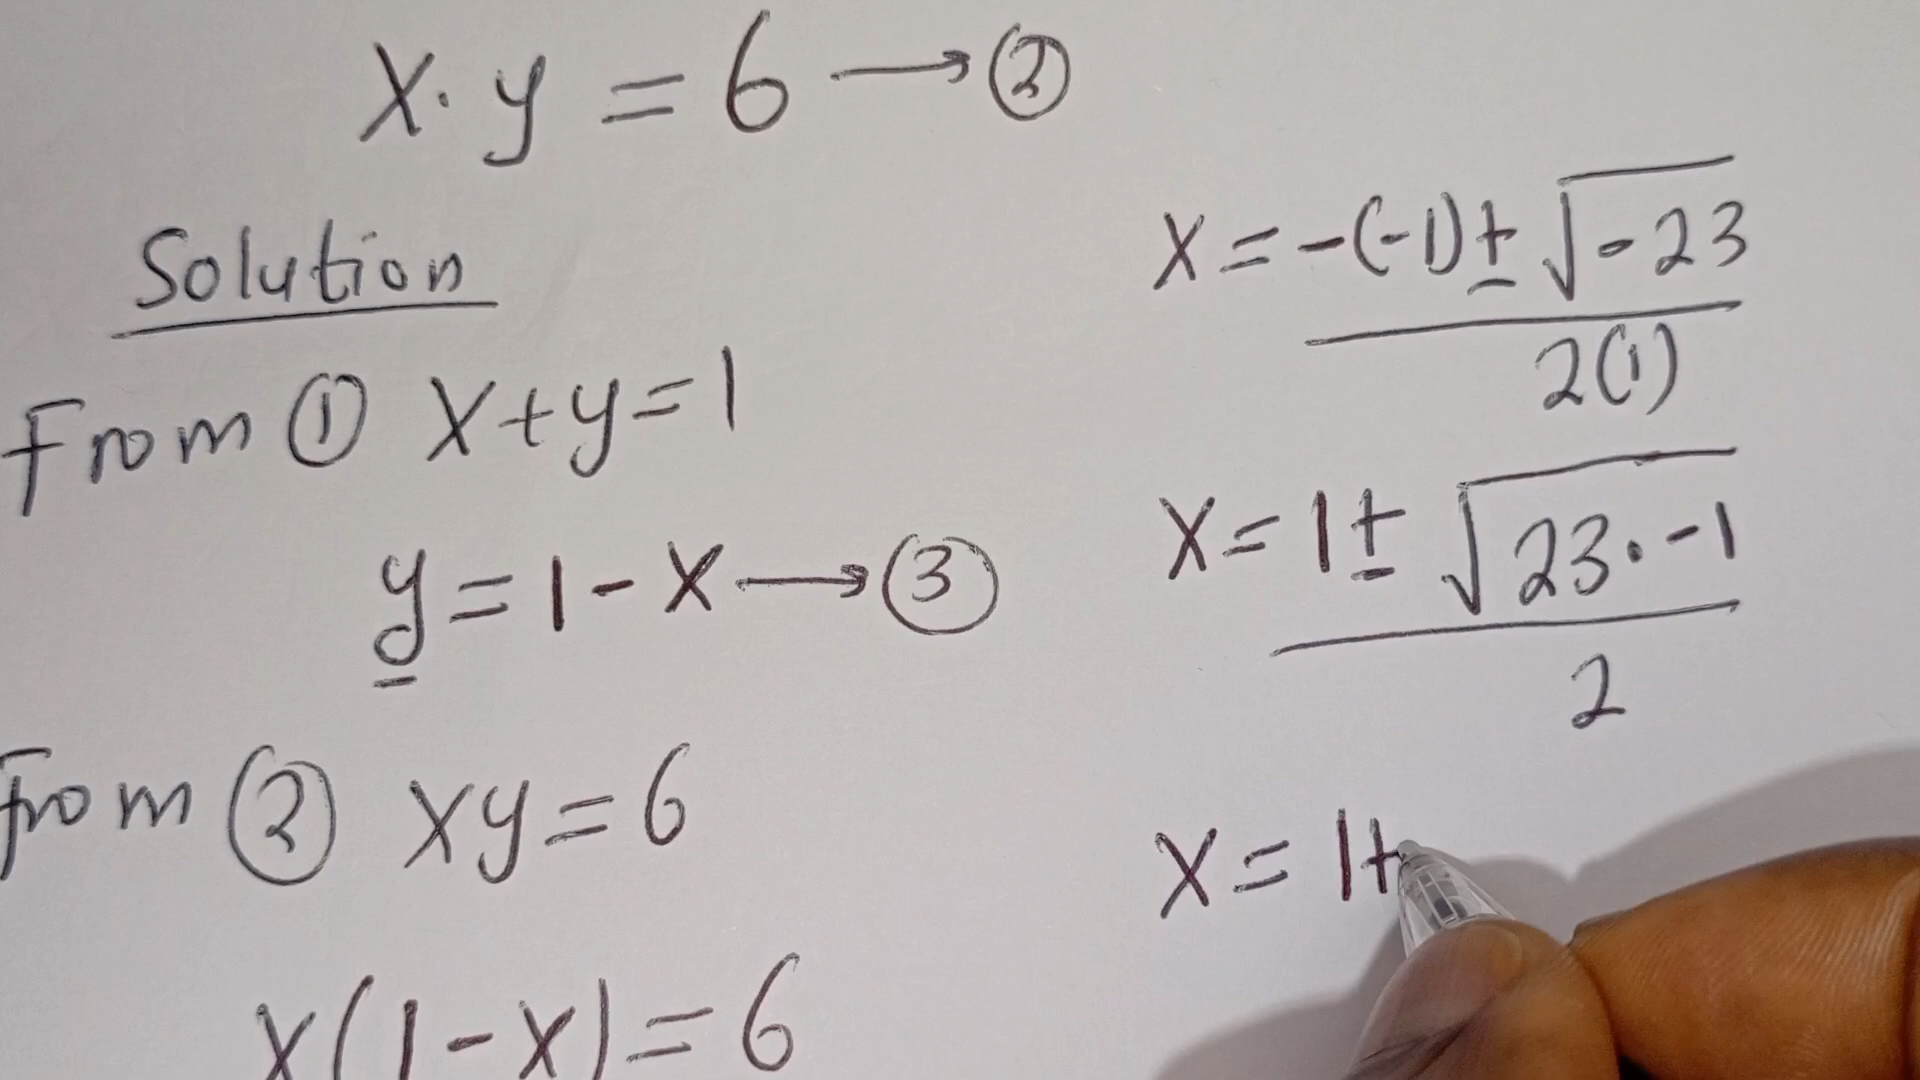 x·y = 6 → ②
Solution
From ① x+y=1
y=1-x → ③
From ② xy=6
x(1-x)=6
x = -(-1)±√-23
2(1)
x = 1±√23·-1
2
x = 1+